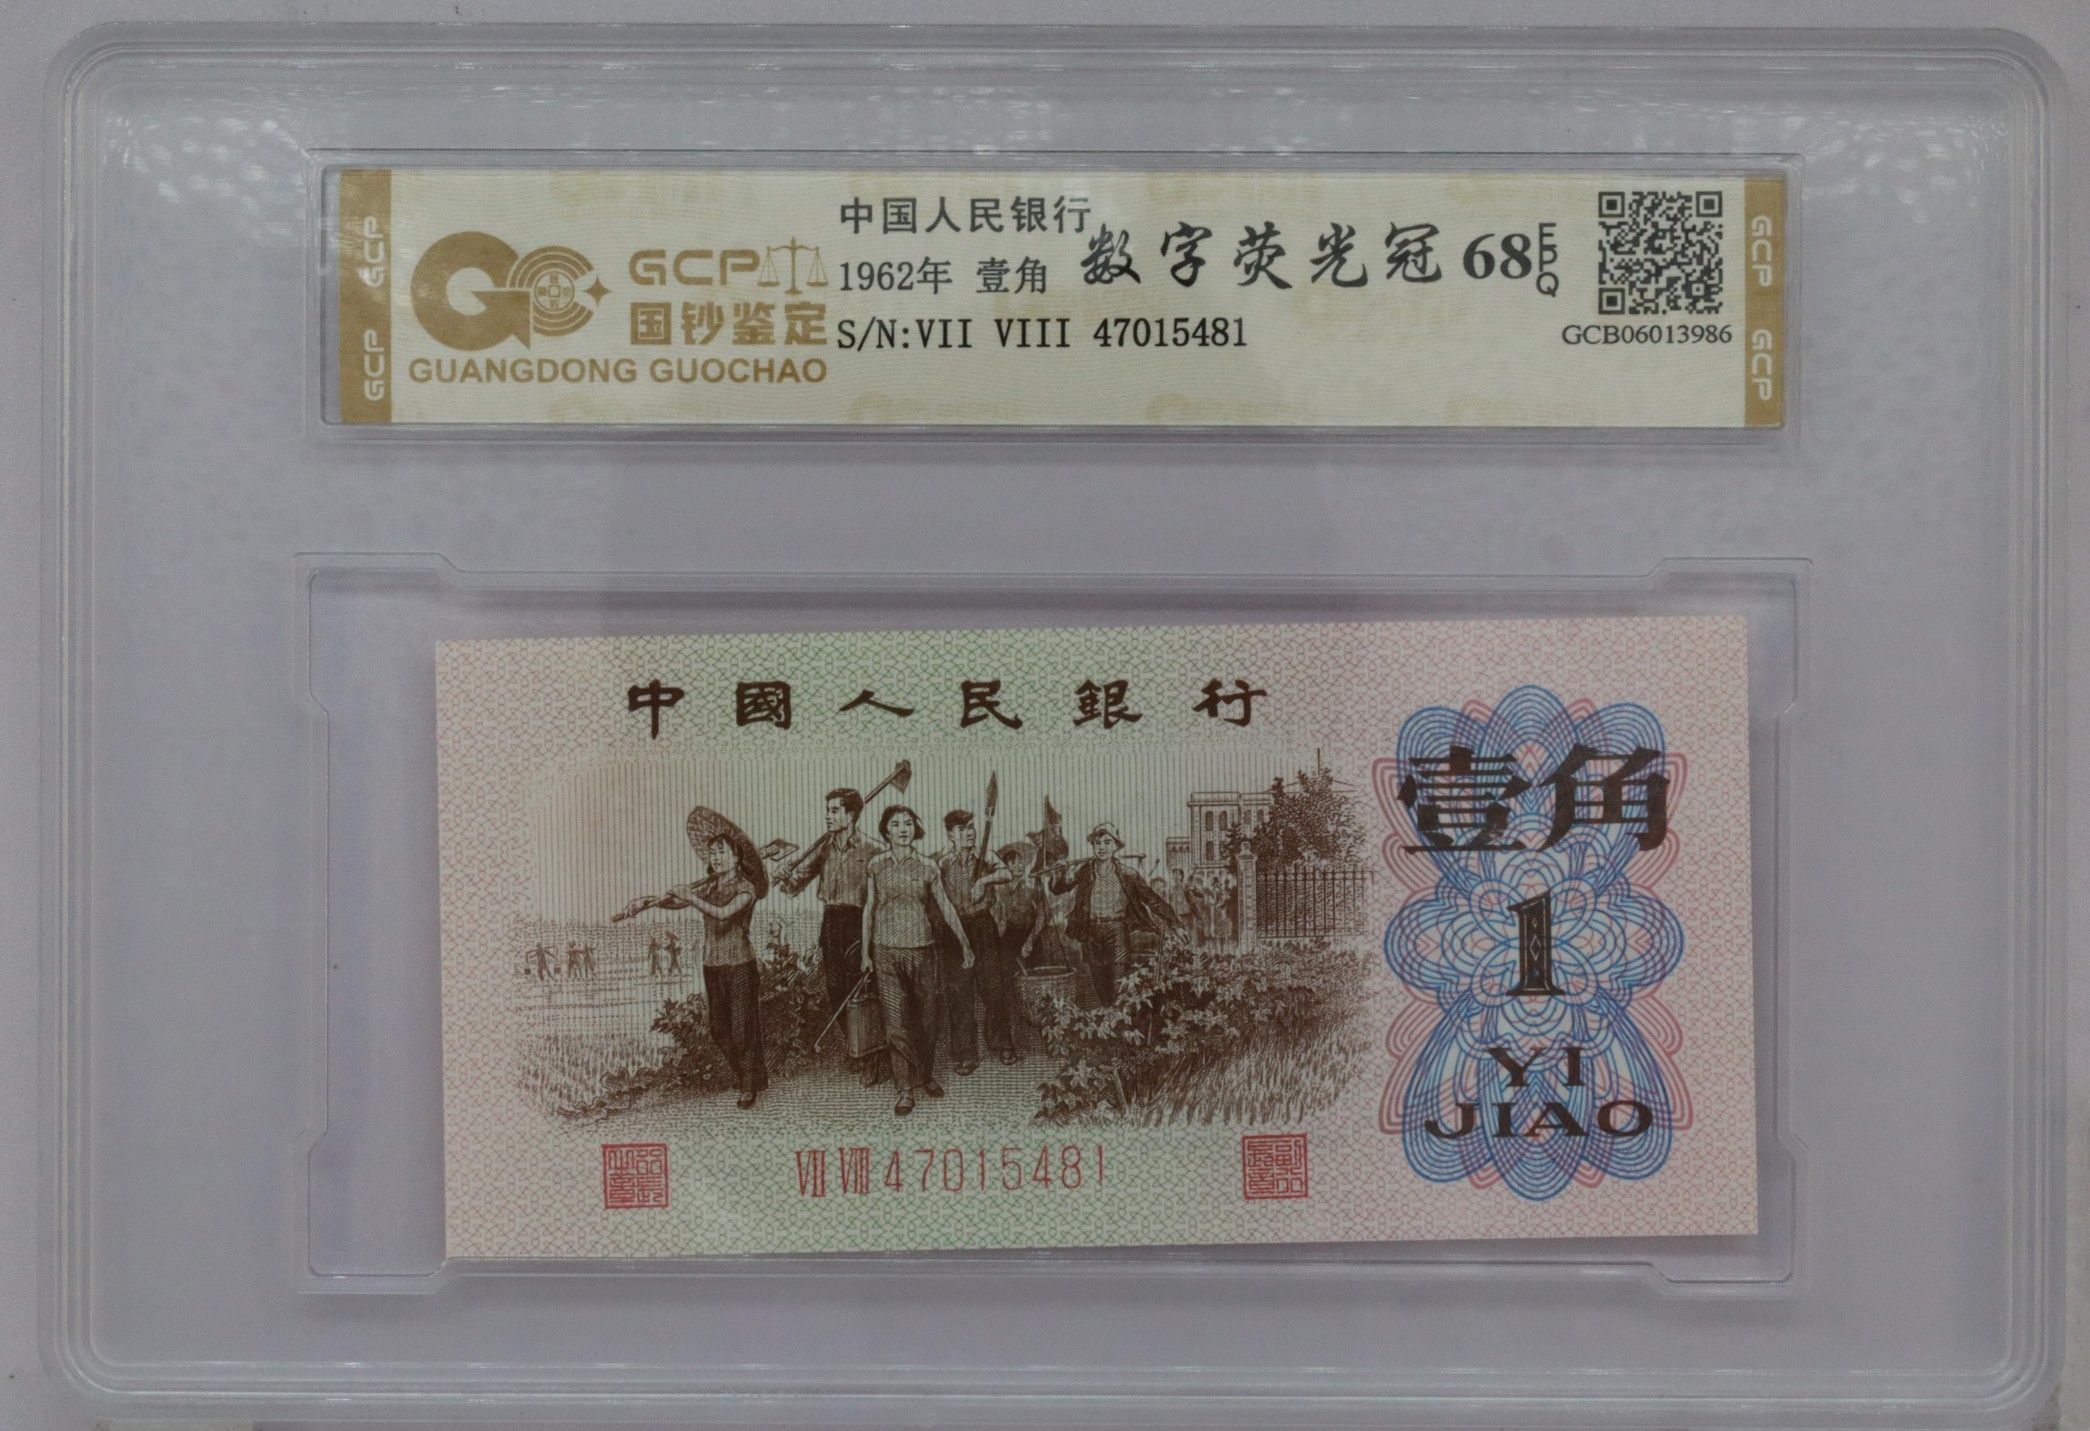 GCP
GCP
GCP
国钞鉴定
GUANGDONG GUOCHAO
中国人民银行
1962年 壹角
S/N:VII VIII 47015481
数字荧光冠 68 EPQ
GCB06013986
GCP
GCP
中國人民銀行
壹角
1
YI
JIAO
VII VIII 47015481